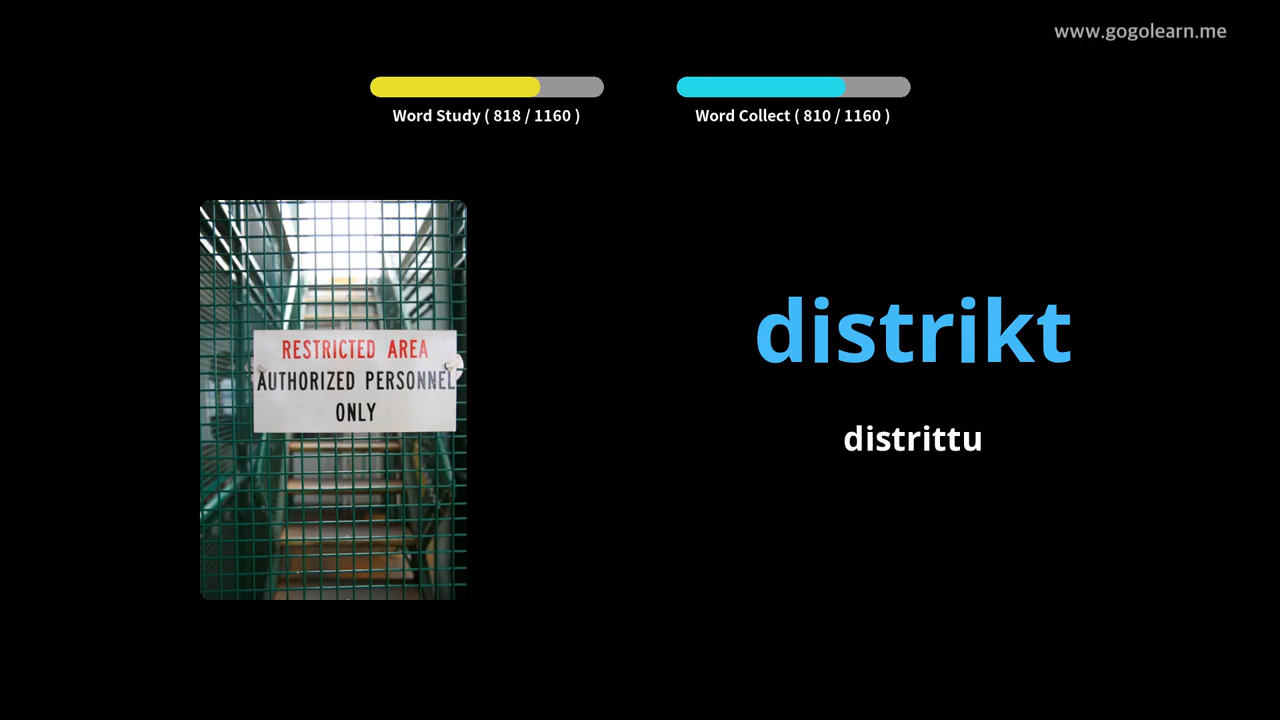 www.gogolearn.me
Word Study ( 818 / 1160 )
Word Collect ( 810 / 1160 )
RESTRICTED AREA
AUTHORIZED PERSONNEL
ONLY
distrikt
distrittu